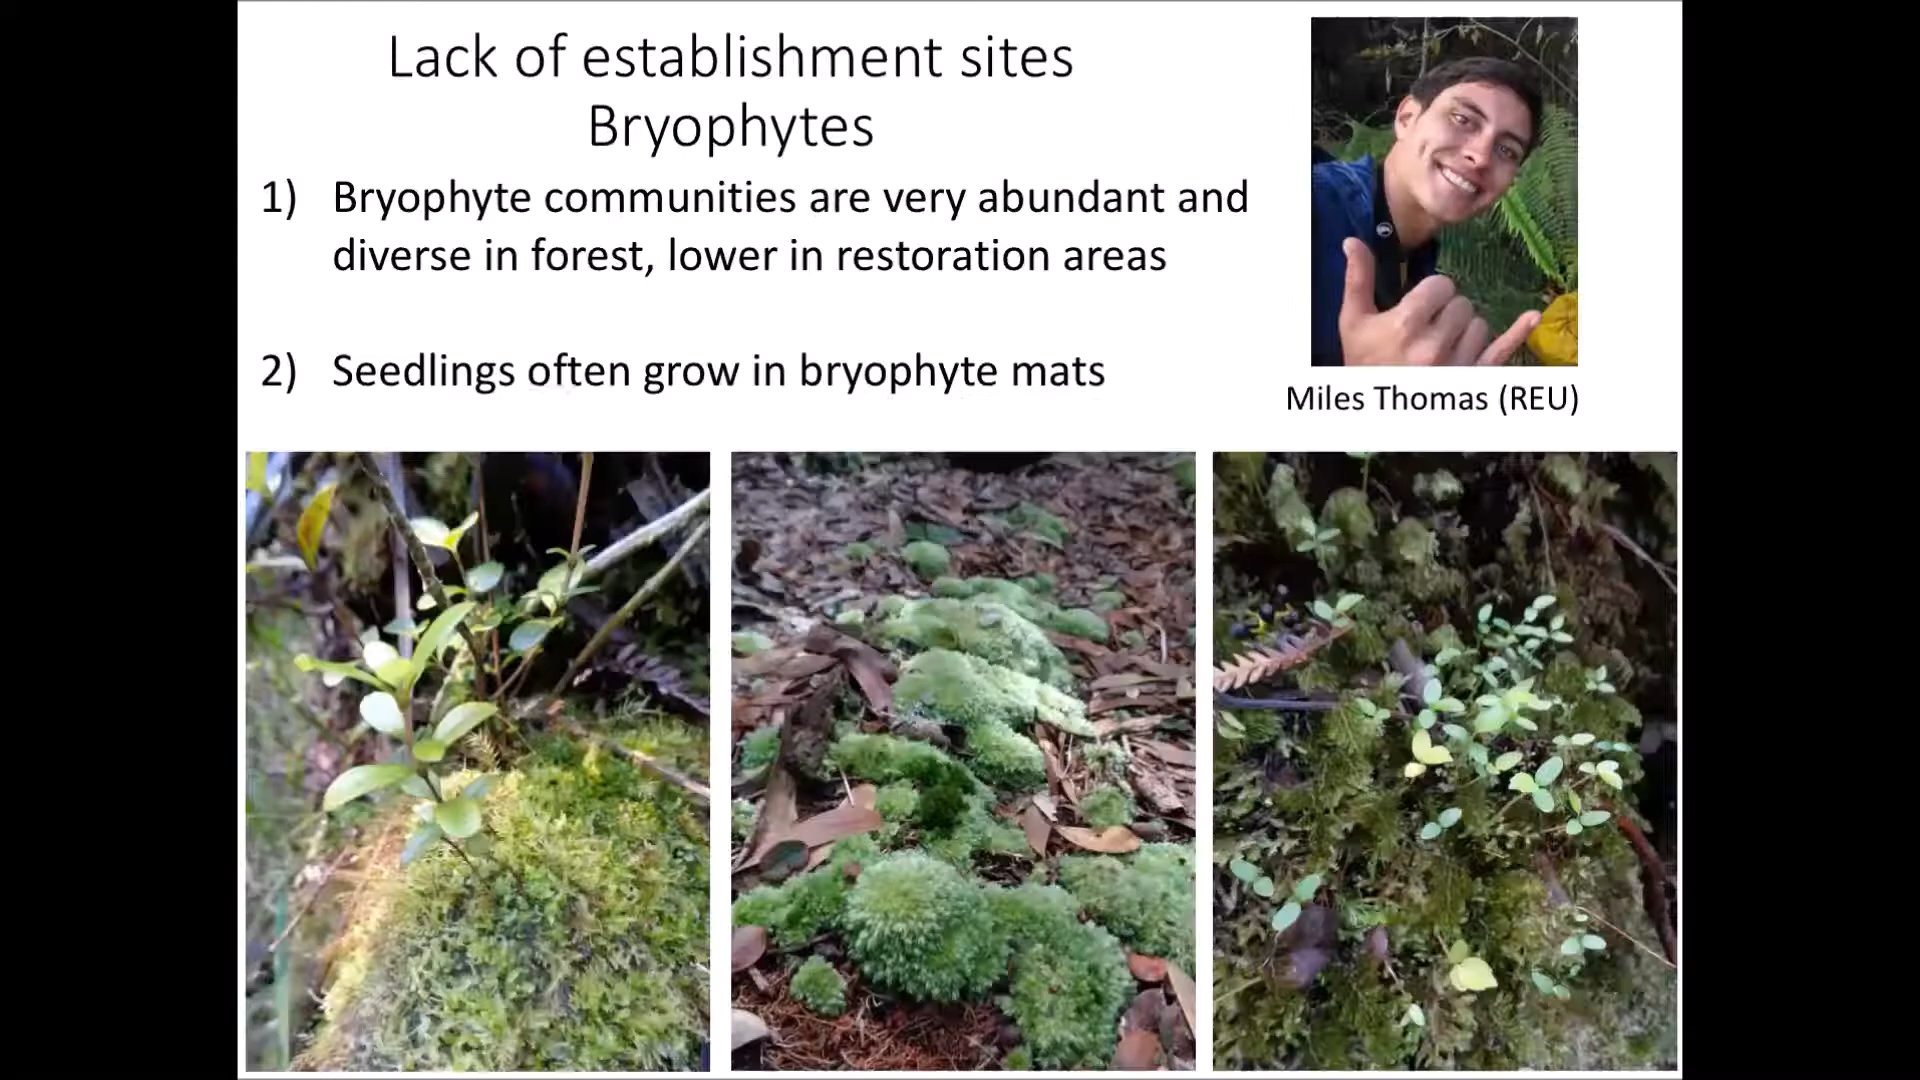 Lack of establishment sites
Bryophytes
1) Bryophyte communities are very abundant and
diverse in forest, lower in restoration areas
2) Seedlings often grow in bryophyte mats
Miles Thomas (REU)